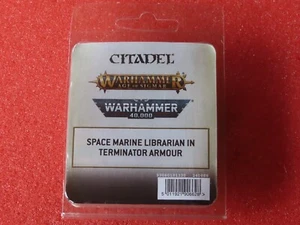 CITADEL
WARHAMMER
AGE OF SIGMAR
WARHAMMER
40,000
SPACE MARINE LIBRARIAN IN
TERMINATOR ARMOUR